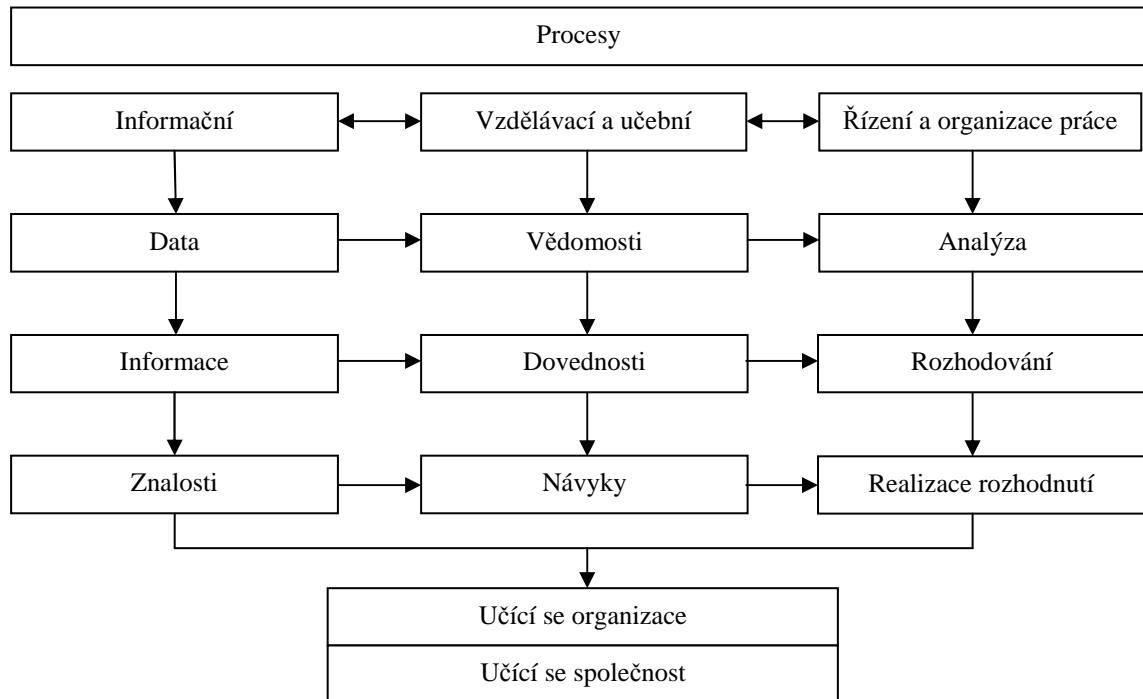 Procesy
Informační
Vzdělávací a učební
Řízení a organizace práce
Data
Vědomosti
Analýza
Informace
Dovednosti
Rozhodování
Znalosti
Návyky
Realizace rozhodnutí
Učící se organizace
Učící se společnost